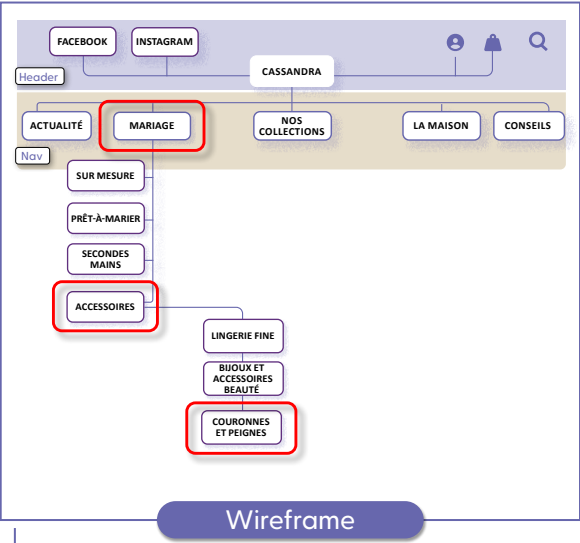 FACEBOOK
INSTAGRAM
Header
CASSANDRA
ACTUALITÉ
MARIAGE
NOS
COLLECTIONS
LA MAISON
CONSEILS
Nav
SUR MESURE
PRÊT-À-MARIER
SECONDES
MAINS
ACCESSOIRES
LINGERIE FINE
BIJOUX ET
ACCESSOIRES
BEAUTÉ
COURONNES
ET PEIGNES
Wireframe